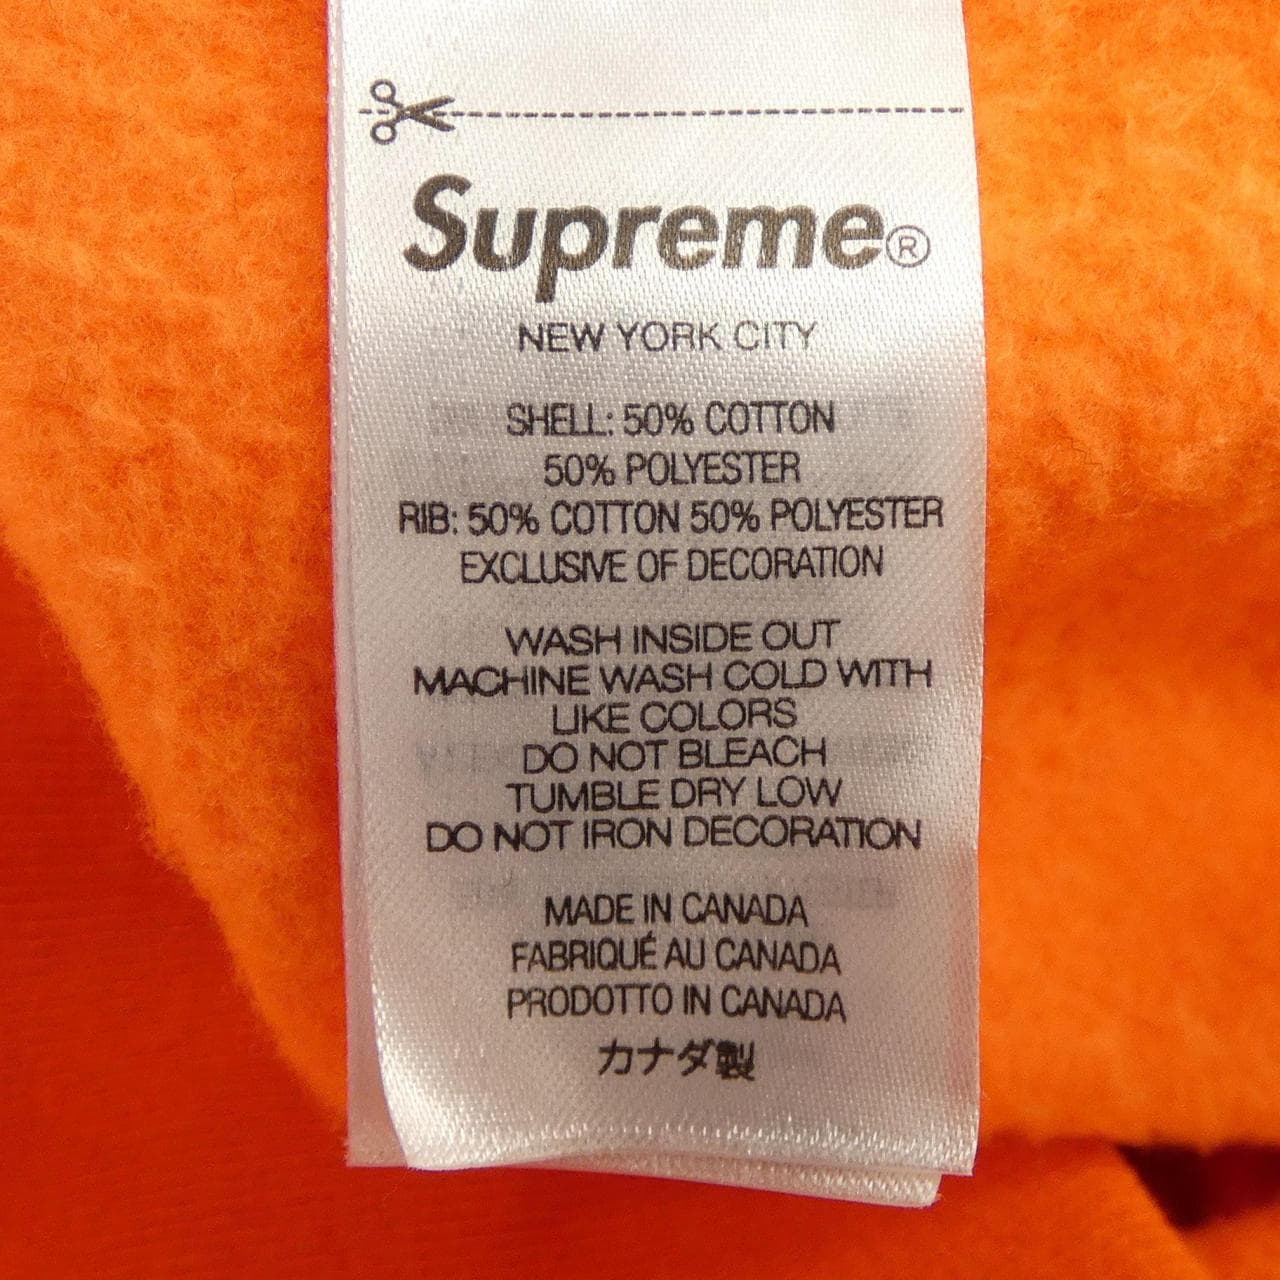 Supreme®
NEW YORK CITY
SHELL: 50% COTTON
50% POLYESTER
RIB: 50% COTTON 50% POLYESTER
EXCLUSIVE OF DECORATION
WASH INSIDE OUT
MACHINE WASH COLD WITH
LIKE COLORS
DO NOT BLEACH
TUMBLE DRY LOW
DO NOT IRON DECORATION
MADE IN CANADA
FABRIQUÉ AU CANADA
PRODOTTO IN CANADA
カナダ製